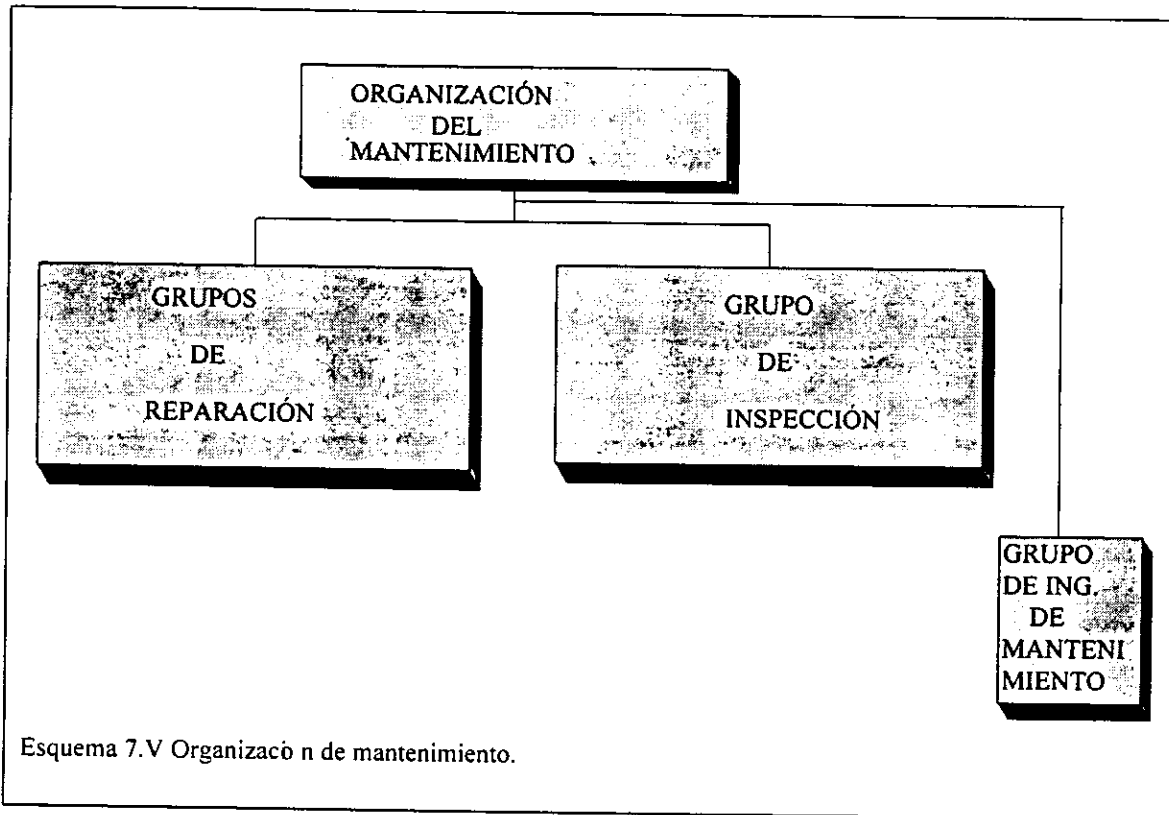 ORGANIZACIÓN
DEL
MANTENIMIENTO
GRUPOS
DE
REPARACIÓN
GRUPO
DE
INSPECCIÓN
GRUPO
DE ING.
DE
MANTENI
MIENTO
Esquema 7.V Organizacò n de mantenimiento.